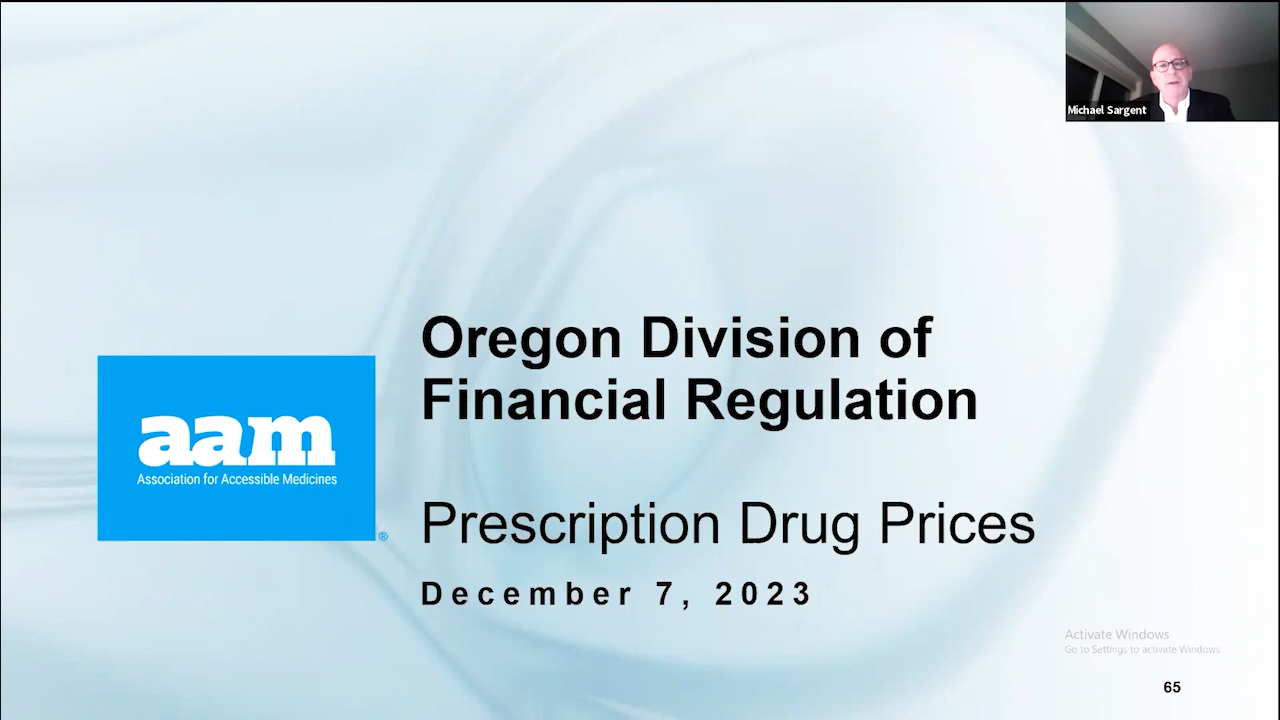 Michael Sargent
Oregon Division of
Financial Regulation
aam
Association for Accessible Medicines
®
Prescription Drug Prices
December 7, 2023
Activate Windows
Go to Settings to activate Windows.
65